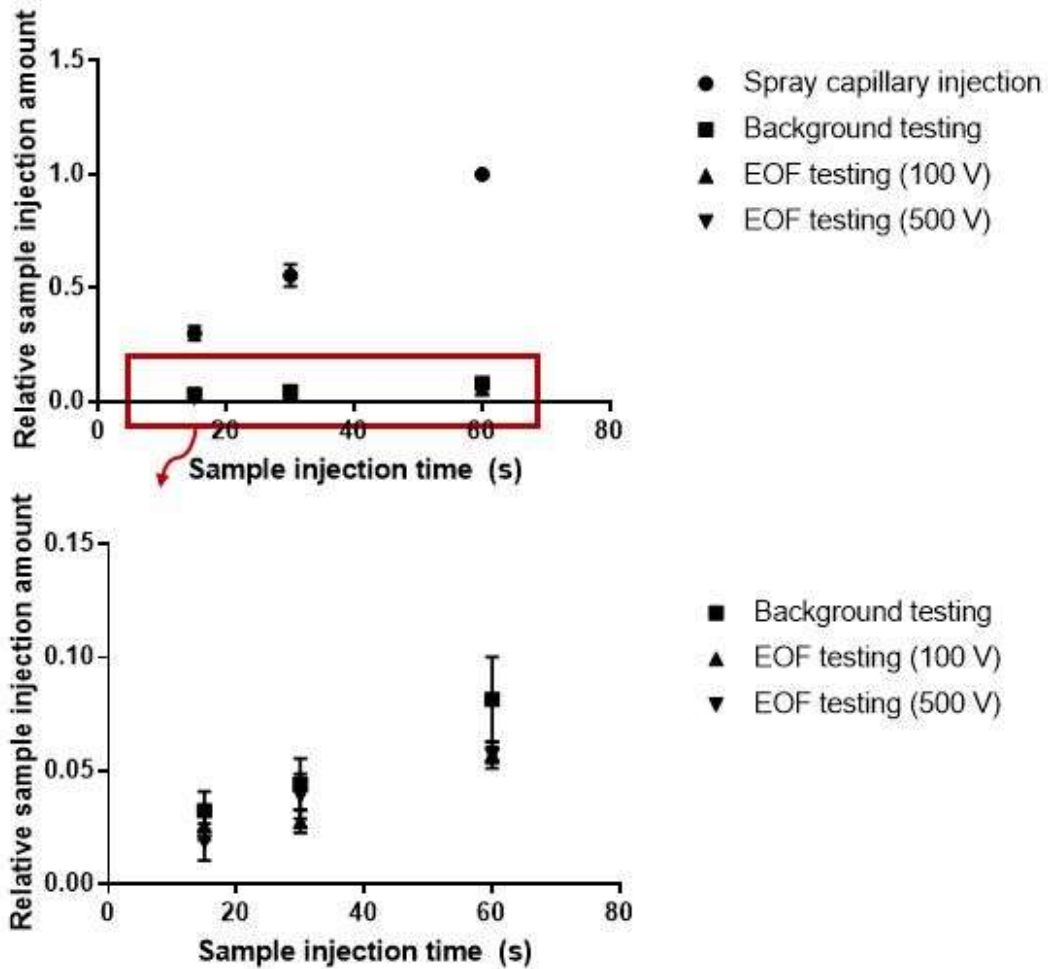 Relative sample injection amount
1.5
1.0
0.5
0.0
0
20
40
60
80
Sample injection time (s)
Spray capillary injection
Background testing
EOF testing (100 V)
EOF testing (500 V)
Relative sample injection amount
0.15
0.10
0.05
0.00
0
20
40
60
80
Sample injection time (s)
Background testing
EOF testing (100 V)
EOF testing (500 V)